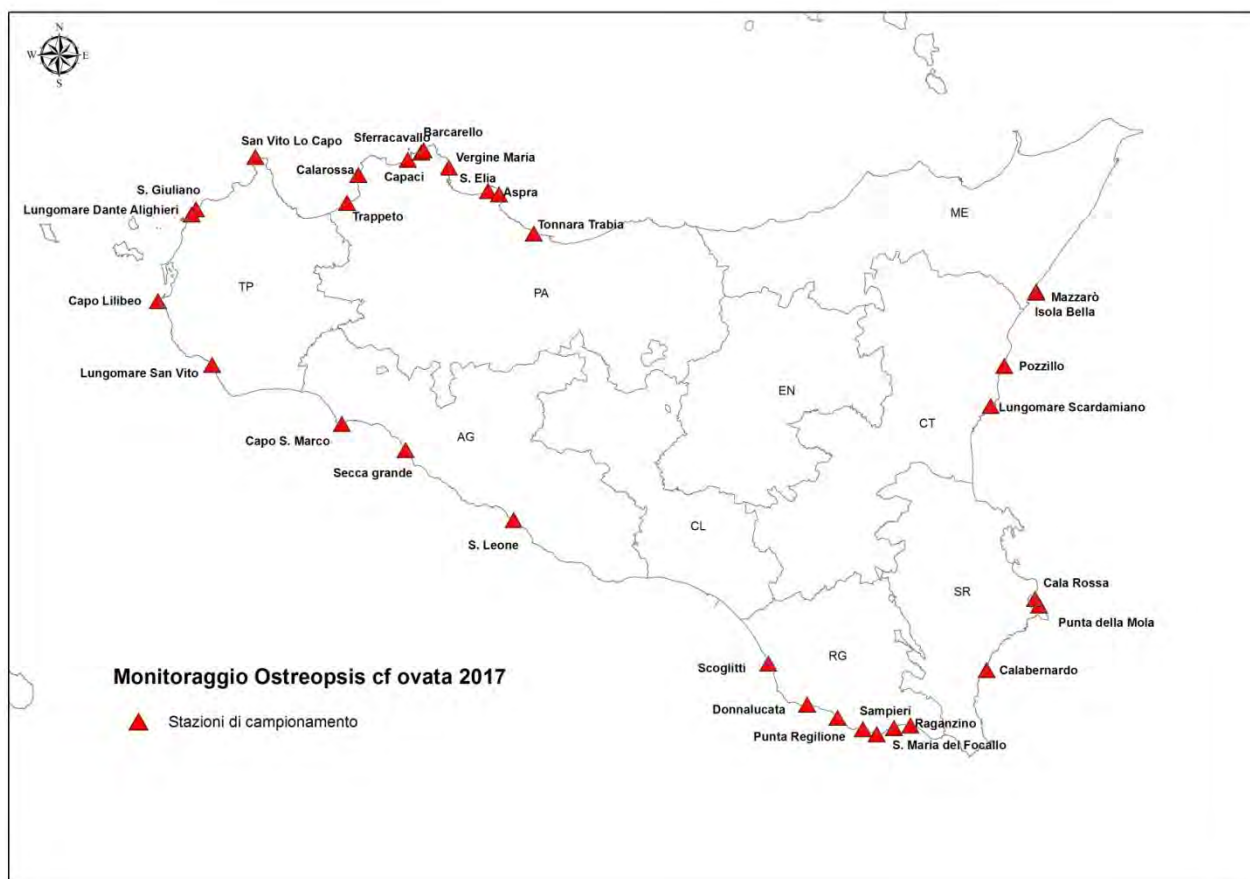 N
W
E
S
San Vito Lo Capo
Sferracavallo
Barcarello
Calarossa
Capaci
Vergine Maria
S. Elia
Aspra
S. Giuliano
Lungomare Dante Alighieri
Trappeto
Tonnara Trabia
ME
TP
PA
Capo Lilibeo
Mazzarò
Isola Bella
Lungomare San Vito
Pozzillo
EN
Lungomare Scardamiano
Capo S. Marco
AG
CT
Secca grande
CL
S. Leone
Cala Rossa
SR
Punta della Mola
Scoglitti
RG
Calabernardo
Donnalucata
Sampieri
Raganzino
Punta Regilione
S. Maria del Focallo
Monitoraggio Ostreopsis cf ovata 2017
Stazioni di campionamento